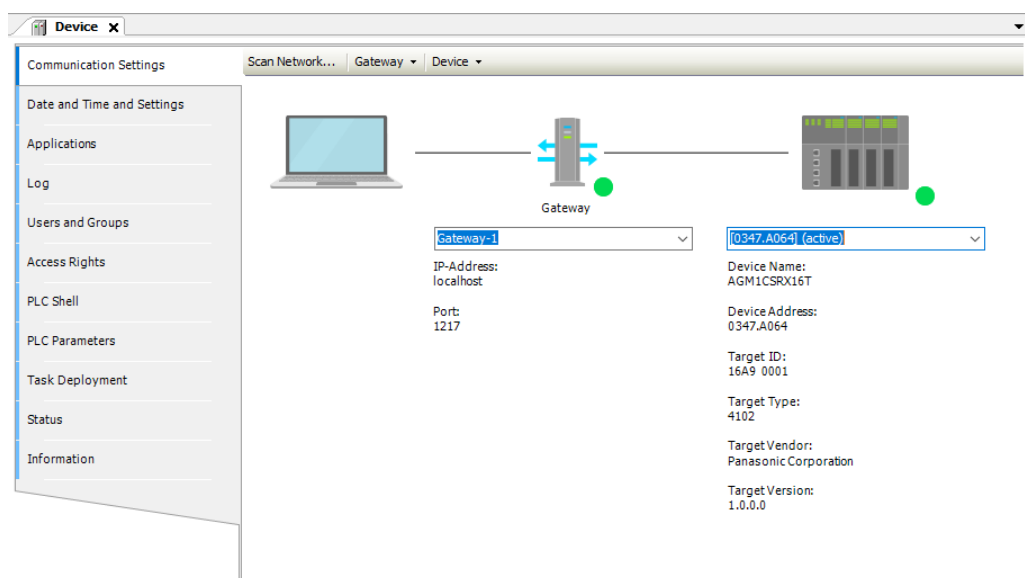 Device
Communication Settings
Scan Network... Gateway Device
Date and Time and Settings
Applications
Log
Users and Groups
Access Rights
PLC Shell
PLC Parameters
Task Deployment
Status
Information
Gateway
Gateway-1
IP-Address:
localhost
Port:
1217
[0347.A064] (active)
Device Name:
AGM1CSRX16T
Device Address:
0347.A064
Target ID:
16A9 0001
Target Type:
4102
Target Vendor:
Panasonic Corporation
Target Version:
1.0.0.0